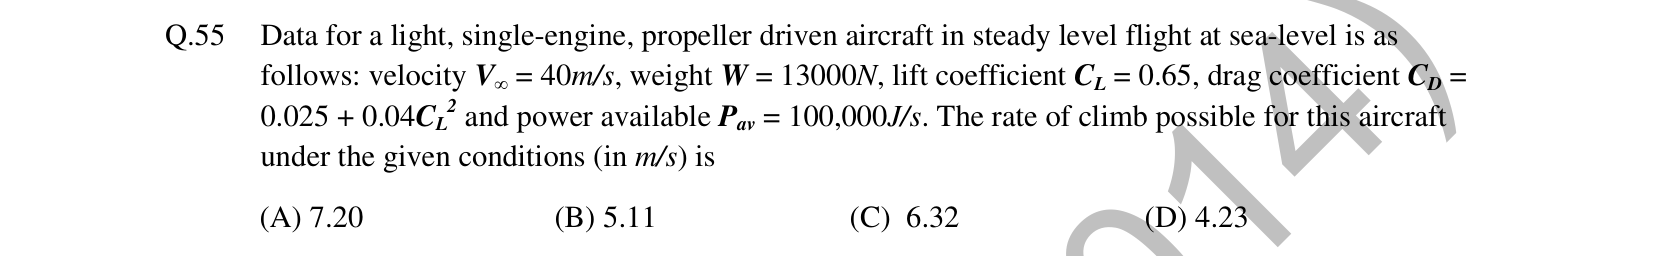 Q.55 Data for a light, single-engine, propeller driven aircraft in steady level flight at sea-level is as
follows: velocity V∞ = 40m/s, weight W = 13000N, lift coefficient CL = 0.65, drag coefficient CD =
0.025 + 0.04CL² and power available Pav = 100,000J/s. The rate of climb possible for this aircraft
under the given conditions (in m/s) is
(A) 7.20 (B) 5.11 (C) 6.32 (D) 4.23
014)